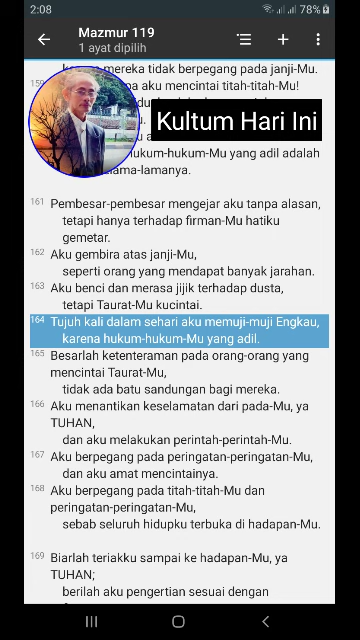 2:08
78%
Mazmur 119
1 ayat dipilih
mereka tidak berpegang pada janji-Mu.
159
aku mencintai titah-titah-Mu!
Kultum Hari Ini
hukum-hukum-Mu yang adil adalah
161 Pembesar-pembesar mengejar aku tanpa alasan,
tetapi hanya terhadap firman-Mu hatiku
gemetar.
162 Aku gembira atas janji-Mu,
seperti orang yang mendapat banyak jarahan.
163 Aku benci dan merasa jijik terhadap dusta,
tetapi Taurat-Mu kucintai.
164 Tujuh kali dalam sehari aku memuji-muji Engkau,
karena hukum-hukum-Mu yang adil.
165 Besarlah ketenteraman pada orang-orang yang
mencintai Taurat-Mu,
tidak ada batu sandungan bagi mereka.
166 Aku menantikan keselamatan dari pada-Mu, ya
TUHAN,
dan aku melakukan perintah-perintah-Mu.
167 Aku berpegang pada peringatan-peringatan-Mu,
dan aku amat mencintainya.
168 Aku berpegang pada titah-titah-Mu dan
peringatan-peringatan-Mu,
sebab seluruh hidupku terbuka di hadapan-Mu.
169 Biarlah teriakku sampai ke hadapan-Mu, ya
TUHAN;
berilah aku pengertian sesuai dengan